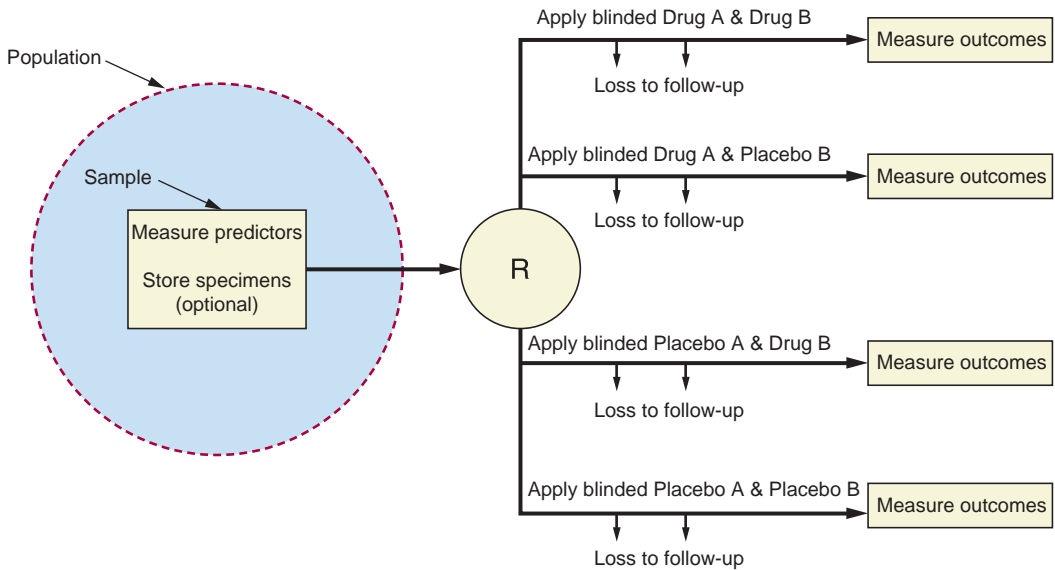 Population
Sample
Measure predictors
Store specimens
(optional)
R
Apply blinded Drug A & Drug B
Loss to follow-up
Measure outcomes
Apply blinded Drug A & Placebo B
Loss to follow-up
Measure outcomes
Apply blinded Placebo A & Drug B
Loss to follow-up
Measure outcomes
Apply blinded Placebo A & Placebo B
Loss to follow-up
Measure outcomes